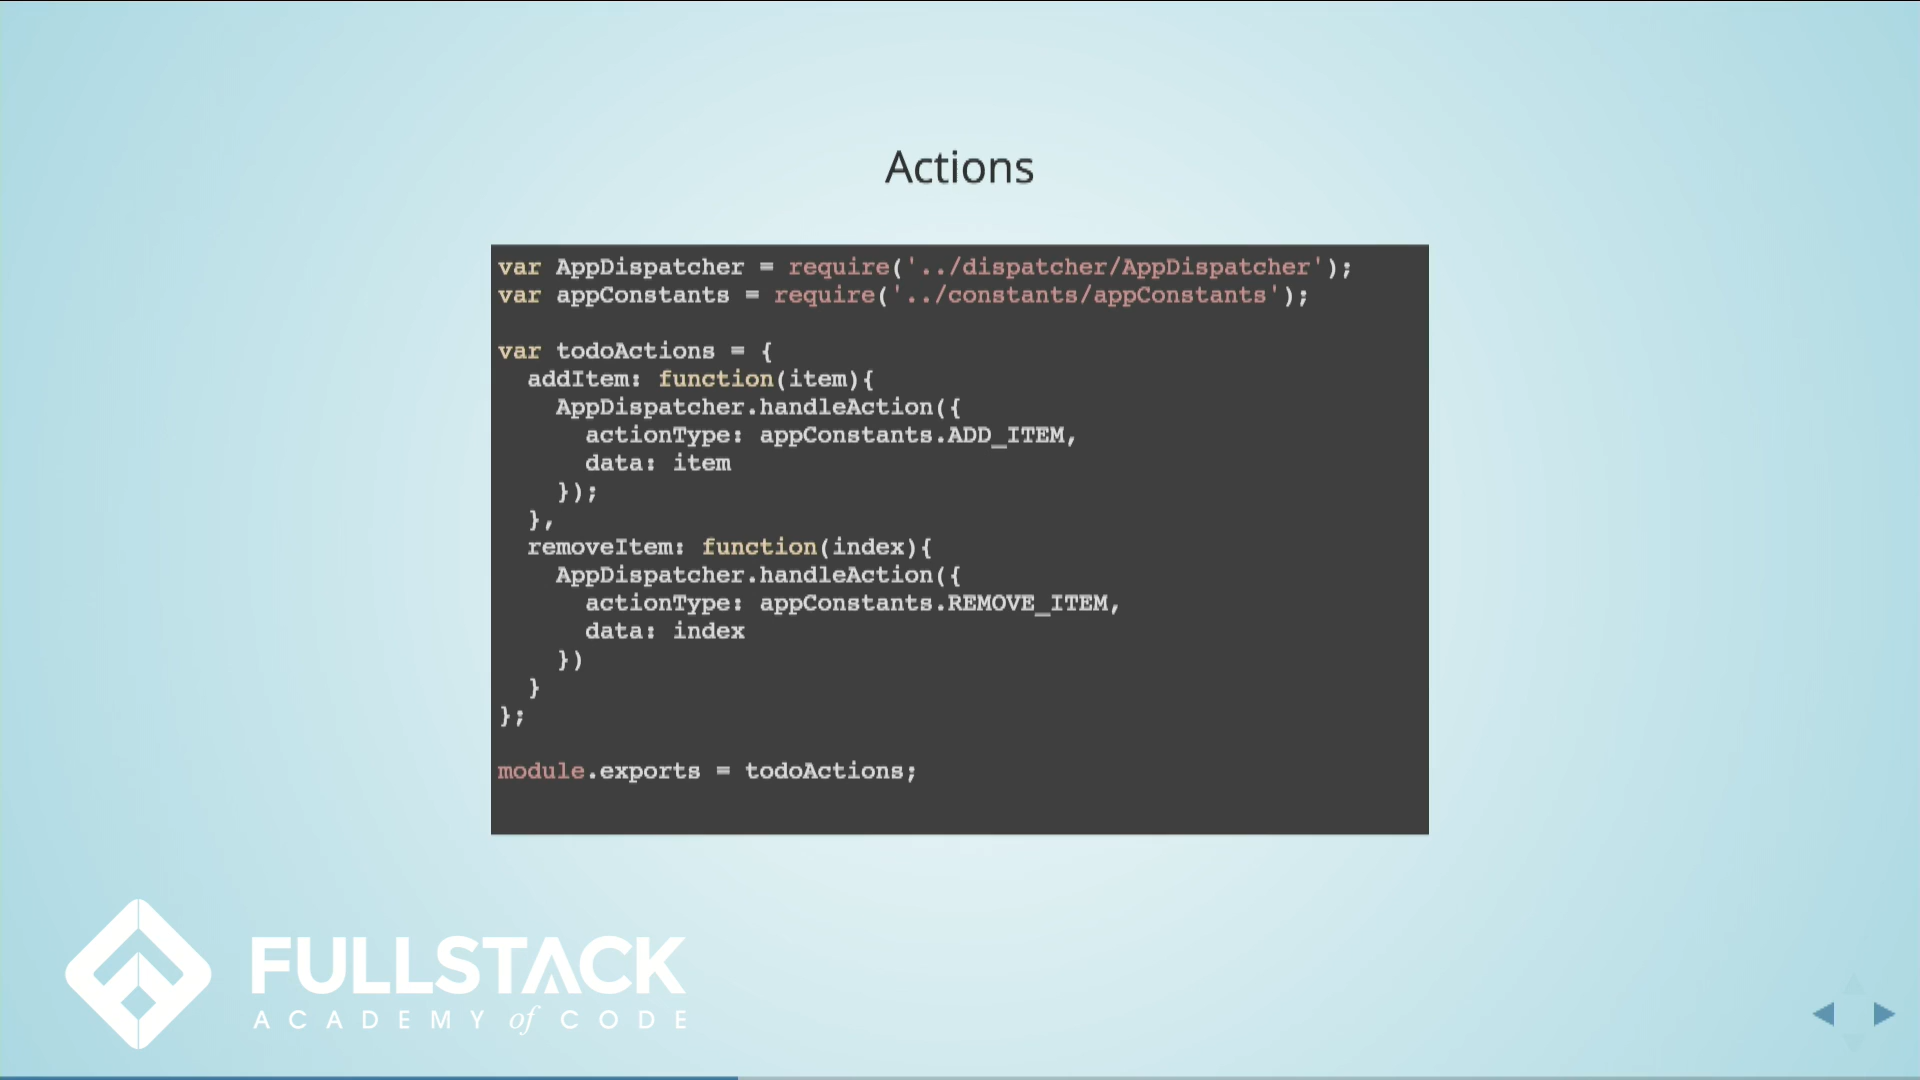 Actions
var AppDispatcher = require('../dispatcher/AppDispatcher');
var appConstants = require('../constants/appConstants');
var todoActions = {
  addItem: function(item){
    AppDispatcher.handleAction({
      actionType: appConstants.ADD_ITEM,
      data: item
    });
  },
  removeItem: function(index){
    AppDispatcher.handleAction({
      actionType: appConstants.REMOVE_ITEM,
      data: index
    })
  }
};
module.exports = todoActions;
FULLSTACK
ACADEMY of CODE